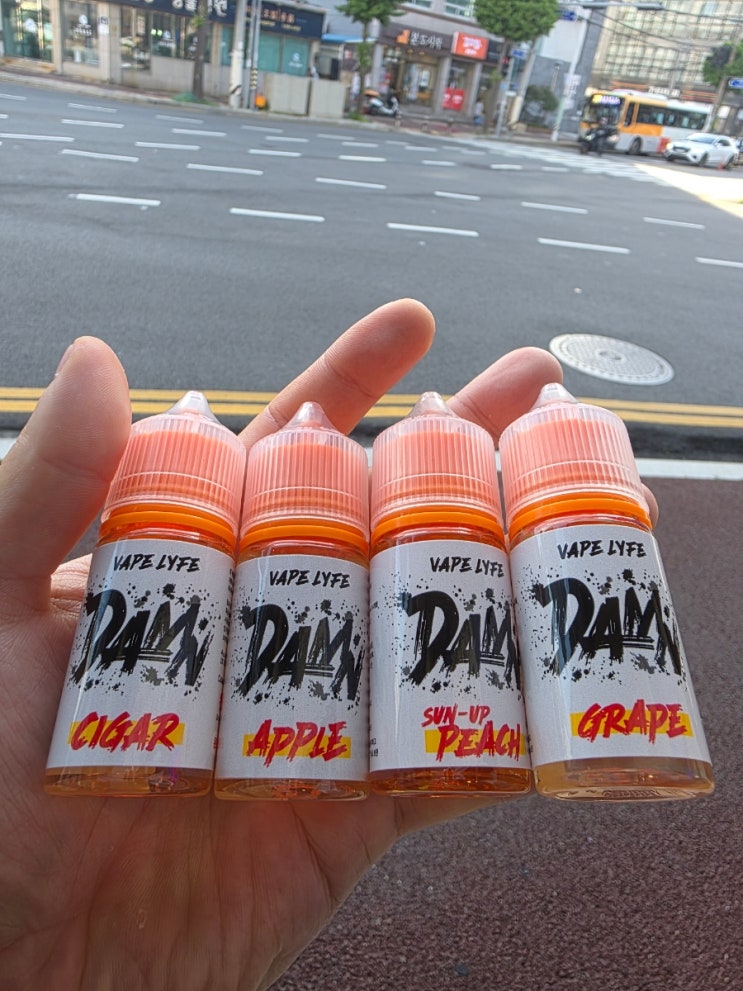 VAPE LYFE
DAMN
CIGAR
VAPE LYFE
DAMN
APPLE
VAPE LYFE
DAMN
SUN-UP
PEACH
VAPE LYFE
DAMN
GRAPE